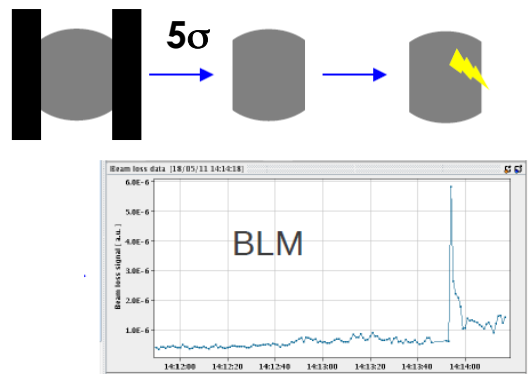 5σ
Beam loss data [18/05/11 14:14:18]
BLM
Beam loss signal [ a.u. ]
6.0E-6
5.0E-6
4.0E-6
3.0E-6
2.0E-6
1.0E-6
14:12:00 14:12:20 14:12:40 14:13:00 14:13:20 14:13:40 14:14:00